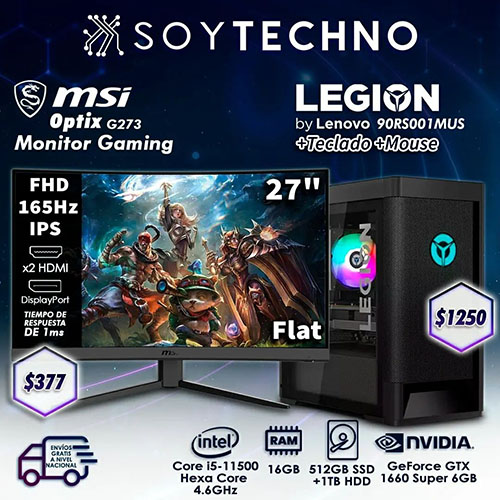 SOYTECHNO
msi
Optix G273
Monitor Gaming
LEGION
by Lenovo 90RS001MUS
+Teclado +Mouse
FHD
165Hz
IPS
x2 HDMI
DisplayPort
TIEMPO DE
RESPUESTA
DE 1ms
27"
Flat
msi
$377
LEGION
$1250
ENVÍOS
GRATIS
A NIVEL
NACIONAL
intel
Core i5-11500
Hexa Core
4.6GHz
RAM
16GB
512GB SSD
+1TB HDD
NVIDIA.
GeForce GTX
1660 Super 6GB